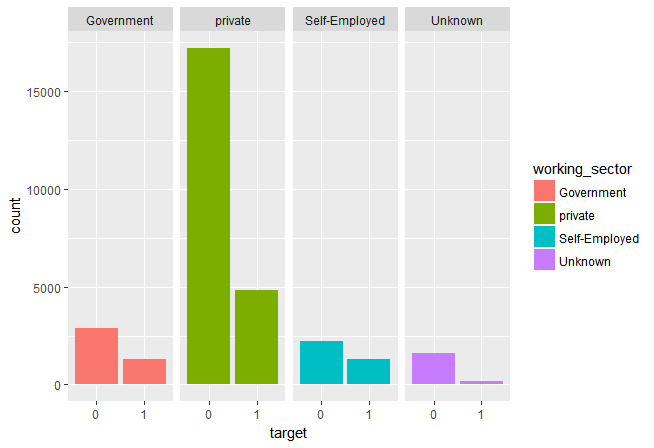 Government private Self-Employed Unknown
15000
10000
5000
0
count
0 1 0 1 0 1 0 1
target
working_sector
Government
private
Self-Employed
Unknown